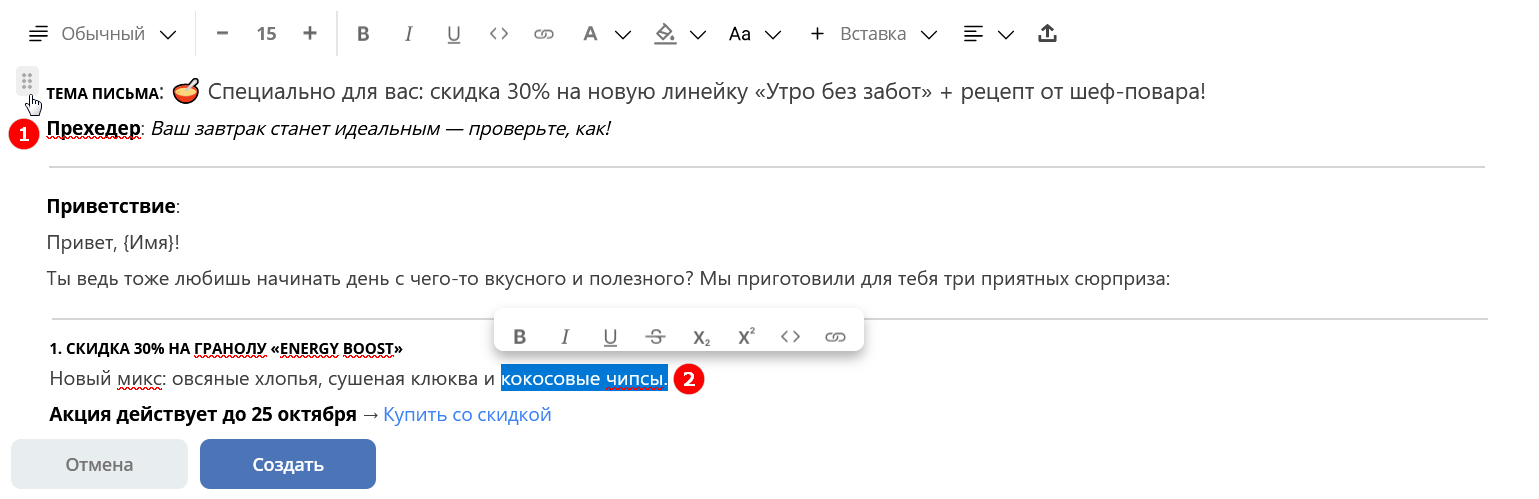 Обычный − 15 + B I U <> A Aa + Вставка
ТЕМА ПИСЬМА: 🍲 Специально для вас: скидка 30% на новую линейку «Утро без забот» + рецепт от шеф-повара!
1 Прехедер: Ваш завтрак станет идеальным — проверьте, как!
Приветствие:
Привет, {Имя}!
Ты ведь тоже любишь начинать день с чего-то вкусного и полезного? Мы приготовили для тебя три приятных сюрприза:
B I U S X₂ X² <>
1. СКИДКА 30% НА ГРАНОЛУ «ENERGY BOOST»
Новый микс: овсяные хлопья, сушеная клюква и кокосовые чипсы. 2
Акция действует до 25 октября → Купить со скидкой
Отмена Создать